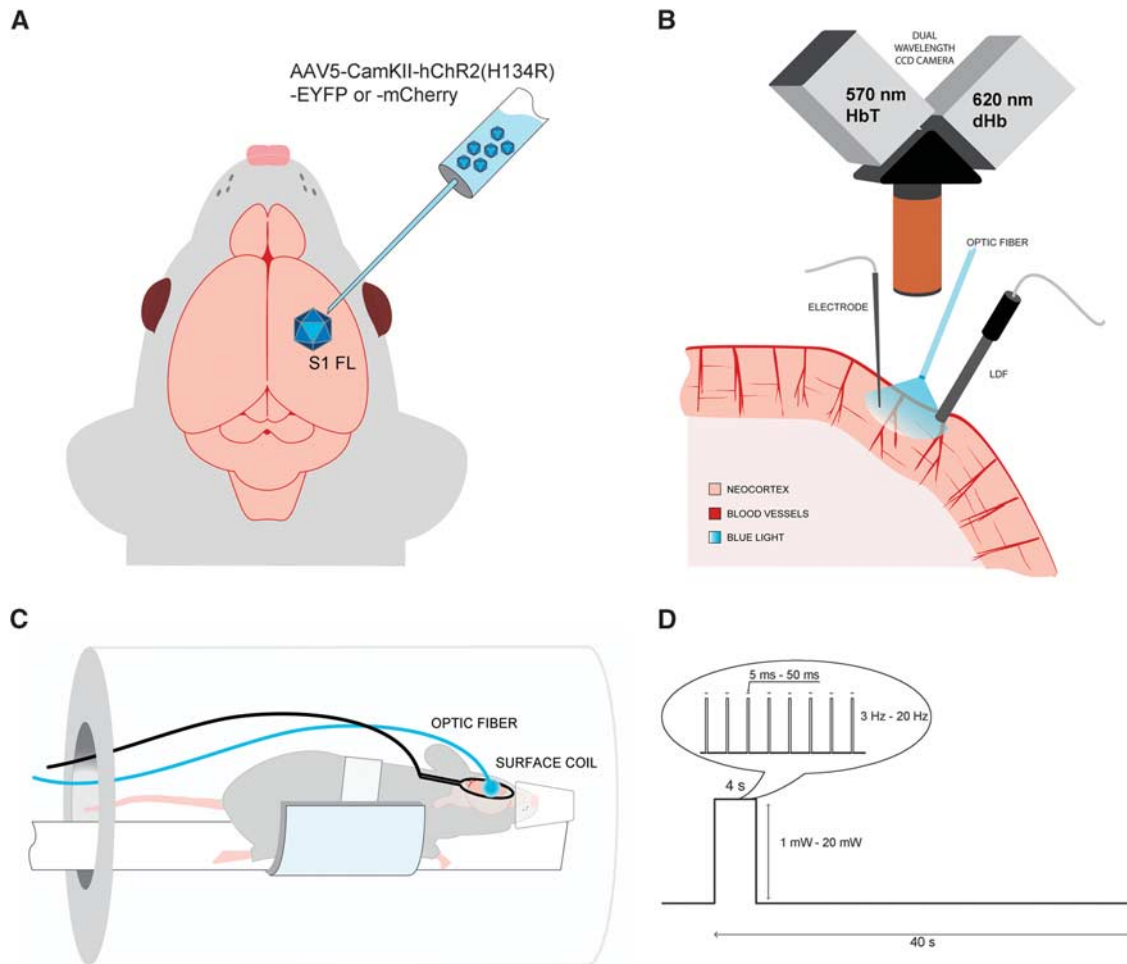 A
AAV5-CamKII-hChR2(H134R)
-EYFP or -mCherry
S1 FL
B
DUAL
WAVELENGTH
CCD CAMERA
570 nm
HbT
620 nm
dHb
OPTIC FIBER
ELECTRODE
LDF
NEOCORTEX
BLOOD VESSELS
BLUE LIGHT
C
OPTIC FIBER
SURFACE COIL
D
5 ms - 50 ms
3 Hz - 20 Hz
4 s
1 mW - 20 mW
40 s